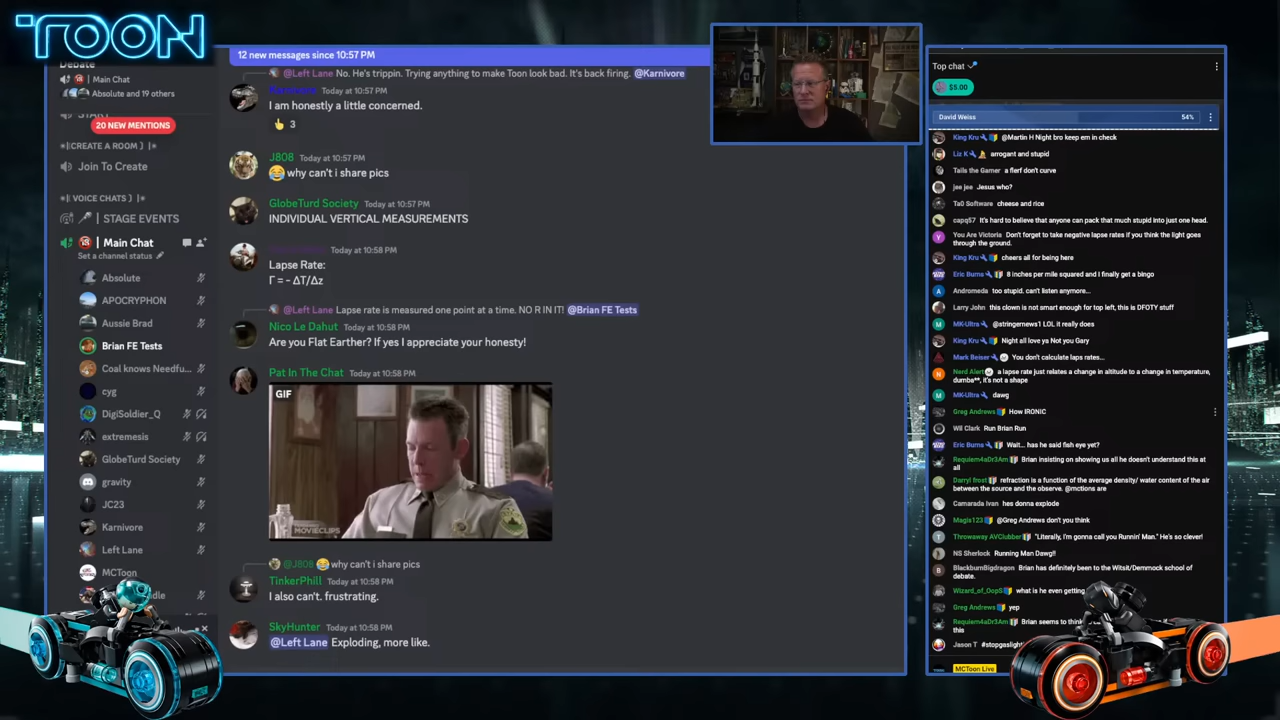 TOON
Debate
Main Chat
Absolute and 19 others
START
20 NEW MENTIONS
CREATE A ROOM
Join To Create
VOICE CHATS
STAGE EVENTS
Main Chat
Set a channel status
Absolute
APOCRYPHON
Aussie Brad
Brian FE Tests
Coal knows Needfu...
cyg
DigiSoldier_Q
extremesis
GlobeTurd Society
gravity
JC23
Karnivore
Left Lane
MCToon
12 new messages since 10:57 PM
@Left Lane No. He's trippin. Trying anything to make Toon look bad. It's back firing. @Karnivore
Today at 10:57 PM
I am honestly a little concerned.
3
J808 Today at 10:57 PM
😂 why can't i share pics
GlobeTurd Society Today at 10:57 PM
INDIVIDUAL VERTICAL MEASUREMENTS
Today at 10:58 PM
Lapse Rate:
Γ = - ΔT/Δz
@Left Lane Lapse rate is measured one point at a time. NO R IN IT! @Brian FE Tests
Nico Le Dahut Today at 10:58 PM
Are you Flat Earther? If yes I appreciate your honesty!
Pat In The Chat Today at 10:58 PM
GIF
MOVIECLIPS
@J808 😂 why can't i share pics
TinkerPhill Today at 10:58 PM
I also can't. frustrating.
SkyHunter Today at 10:58 PM
@Left Lane Exploding, more like.
Top chat
$5.00
David Weiss 54%
King Kru @Martin H Night bro keep em in check
Liz K arrogant and stupid
Tails the Gamer a flerf don't curve
jee jee Jesus who?
Ta0 Software cheese and rice
capq57 It's hard to believe that anyone can pack that much stupid into just one head.
You Are Victoria Don't forget to take negative lapse rates if you think the light goes
through the ground.
King Kru cheers all for being here
Eric Burns 8 inches per mile squared and I finally get a bingo
Andromeda too stupid. can't listen anymore...
Larry John this clown is not smart enough for top left, this is DFOTY stuff
MK-Ultra @stringernews1 LOL it really does
King Kru Night all love ya Not you Gary
Mark Beiser You don't calculate laps rates...
Nerd Alert a lapse rate just relates a change in altitude to a change in temperature,
dumba**, it's not a shape
MK-Ultra dawg
Greg Andrews How IRONIC
Wil Clark Run Brian Run
Eric Burns Wait... has he said fish eye yet?
Requiem4aDr3Am Brian insisting on showing us all he doesn't understand this at
all
Darryl frost refraction is a function of the average density/ water content of the air
between the source and the observe. @mctions are
Camarada Ivan hes donna explode
Magis123 @Greg Andrews don't you think
Throwaway AVClubber "Literally, I'm gonna call you Runnin' Man." He's so clever!
NS Sherlock Running Man Dawg!!
BlackburnBigdragon Brian has definitely been to the Witsit/Demmock school of
debate.
Wizard_of_OopS what is he even getting
Greg Andrews yep
Requiem4aDr3Am Brian seems to think
this
Jason T #stopgaslight
MCToon Live